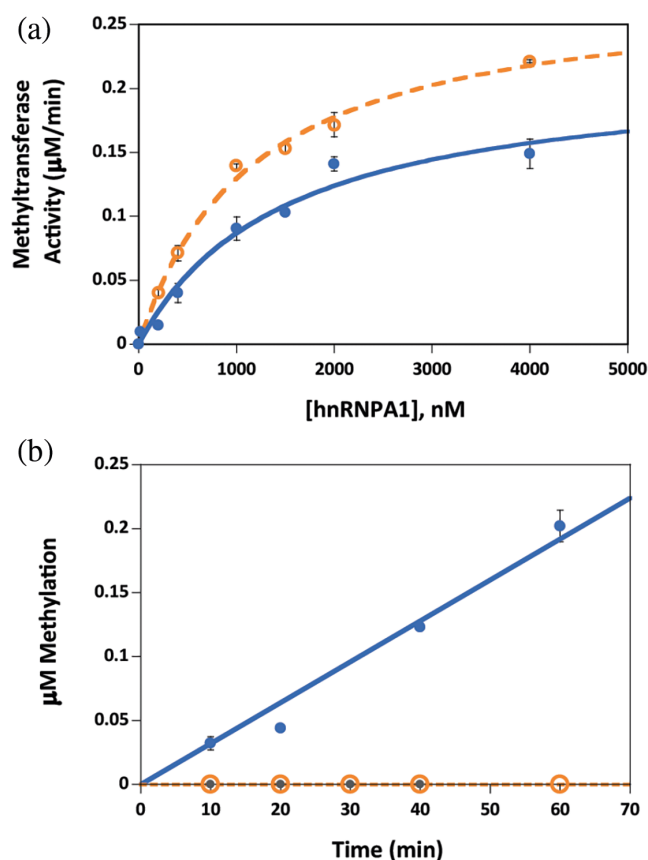 (a)
Methyltransferase
Activity (μM/min)
0.25
0.2
0.15
0.1
0.05
0
0 1000 2000 3000 4000 5000
[hnRNPA1], nM
(b)
μM Methylation
0.25
0.2
0.15
0.1
0.05
0
0 10 20 30 40 50 60 70
Time (min)